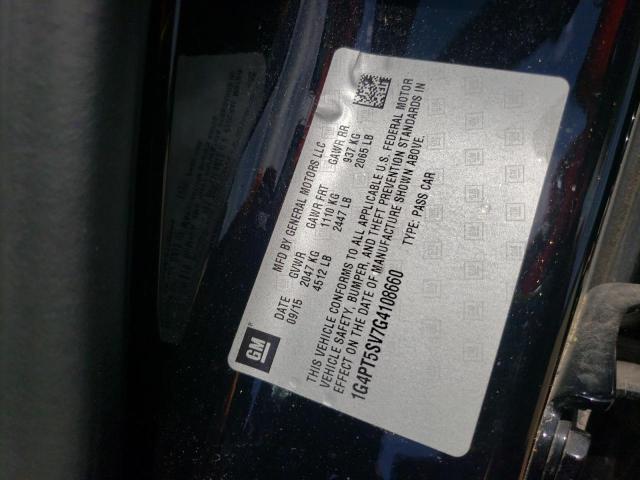 GM
MFD BY GENERAL MOTORS LLC
DATE GVWR GAWR FRT GAWR RR
09/15 2047 KG 1110 KG 937 KG
4512 LB 2447 LB 2065 LB
THIS VEHICLE CONFORMS TO ALL APPLICABLE U.S. FEDERAL MOTOR
VEHICLE SAFETY, BUMPER, AND THEFT PREVENTION STANDARDS IN
EFFECT ON THE DATE OF MANUFACTURE SHOWN ABOVE.
1G4PT5SV7G4108660 TYPE: PASS CAR